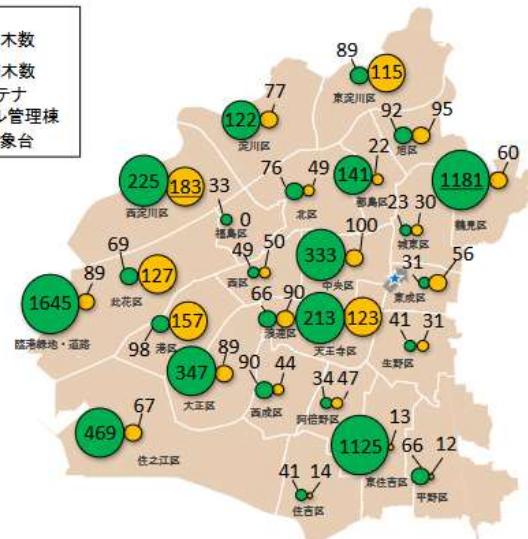 木数
木数
テナ
ル管理棟
象台
89
115
東淀川区
77
122
淀川区
92
95
旭区
22
141
都島区
60
1181
鶴見区
76
49
北区
225
183
西淀川区
33
0
福島区
23
30
城東区
100
333
中央区
49
50
西区
31
56
東成区
69
127
此花区
89
1645
臨港緑地・道路
66
90
浪速区
213
123
天王寺区
157
98
港区
41
31
生野区
89
347
大正区
90
44
西成区
34
47
阿倍野区
67
469
住之江区
13
1125
東住吉区
66
12
平野区
41
14
住吉区